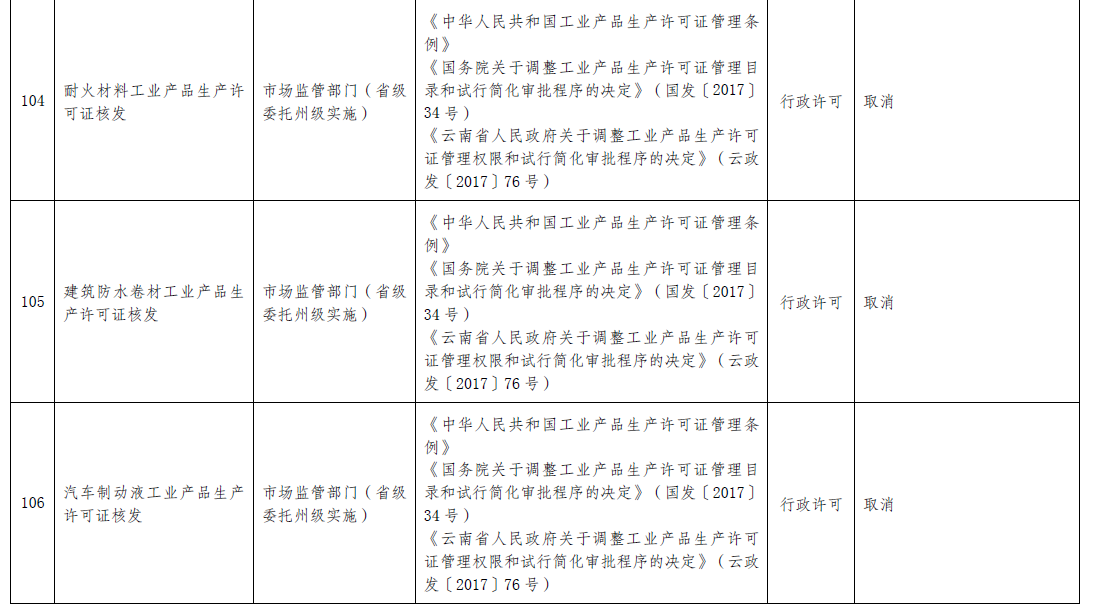 104
耐火材料工业产品生产许
可证核发
市场监管部门（省级
委托州级实施）
《中华人民共和国工业产品生产许可证管理条
例》
《国务院关于调整工业产品生产许可证管理目
录和试行简化审批程序的决定》（国发〔2017〕
34号）
《云南省人民政府关于调整工业产品生产许可
证管理权限和试行简化审批程序的决定》（云政
发〔2017〕76号）
行政许可
取消
105
建筑防水卷材工业产品生
产许可证核发
市场监管部门（省级
委托州级实施）
《中华人民共和国工业产品生产许可证管理条
例》
《国务院关于调整工业产品生产许可证管理目
录和试行简化审批程序的决定》（国发〔2017〕
34号）
《云南省人民政府关于调整工业产品生产许可
证管理权限和试行简化审批程序的决定》（云政
发〔2017〕76号）
行政许可
取消
106
汽车制动液工业产品生产
许可证核发
市场监管部门（省级
委托州级实施）
《中华人民共和国工业产品生产许可证管理条
例》
《国务院关于调整工业产品生产许可证管理目
录和试行简化审批程序的决定》（国发〔2017〕
34号）
《云南省人民政府关于调整工业产品生产许可
证管理权限和试行简化审批程序的决定》（云政
发〔2017〕76号）
行政许可
取消